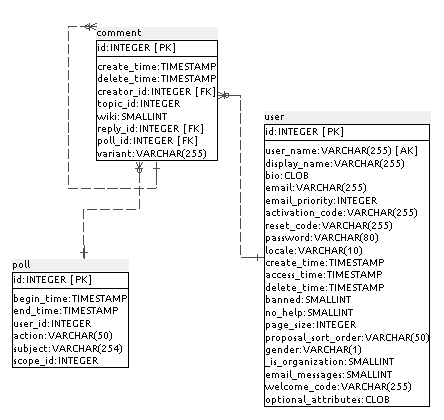 comment
id:INTEGER [PK]
create_time:TIMESTAMP
delete_time:TIMESTAMP
creator_id:INTEGER [FK]
topic_id:INTEGER
wiki:SMALLINT
reply_id:INTEGER [FK]
poll_id:INTEGER [FK]
variant:VARCHAR(255)
user
id:INTEGER [PK]
user_name:VARCHAR(255) [AK]
display_name:VARCHAR(255)
bio:CLOB
email:VARCHAR(255)
email_priority:INTEGER
activation_code:VARCHAR(255)
reset_code:VARCHAR(255)
password:VARCHAR(80)
locale:VARCHAR(10)
create_time:TIMESTAMP
access_time:TIMESTAMP
delete_time:TIMESTAMP
banned:SMALLINT
no_help:SMALLINT
page_size:INTEGER
proposal_sort_order:VARCHAR(50)
gender:VARCHAR(1)
_is_organization:SMALLINT
email_messages:SMALLINT
welcome_code:VARCHAR(255)
optional_attributes:CLOB
poll
id:INTEGER [PK]
begin_time:TIMESTAMP
end_time:TIMESTAMP
user_id:INTEGER
action:VARCHAR(50)
subject:VARCHAR(254)
scope_id:INTEGER